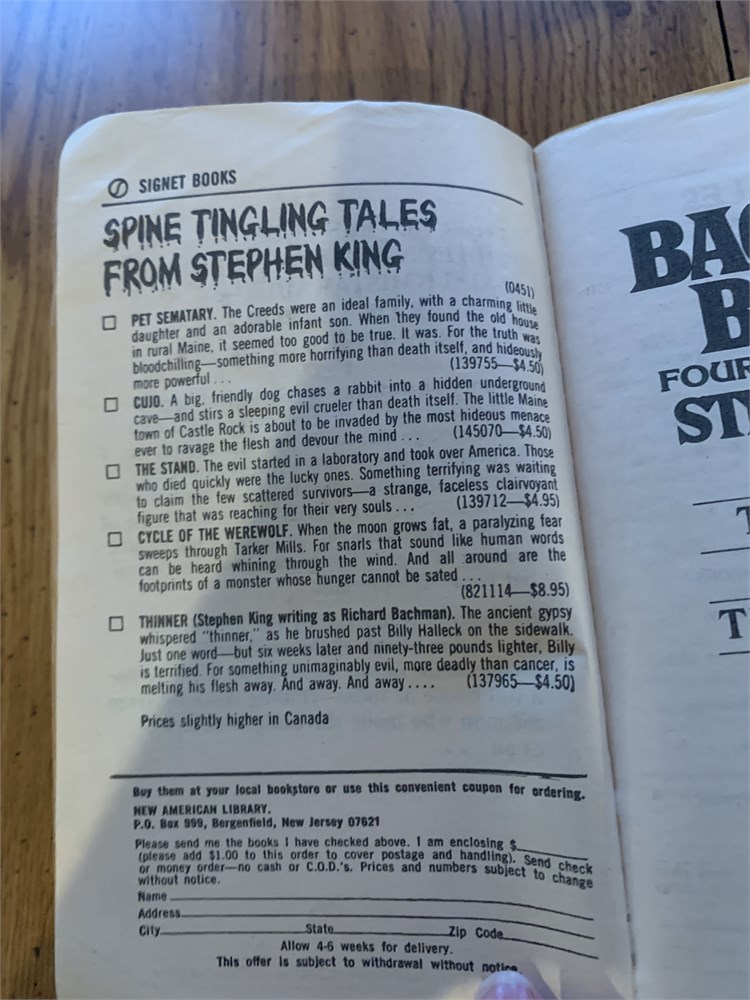 SIGNET BOOKS
SPINE TINGLING TALES
FROM STEPHEN KING
(0451)
PET SEMATARY. The Creeds were an ideal family, with a charming little
daughter and an adorable infant son. When they found the old house
in rural Maine, it seemed too good to be true. It was. For the truth was
bloodchilling—something more horrifying than death itself, and hideously
more powerful ... (139755—$4.50)
CUJO. A big, friendly dog chases a rabbit into a hidden underground
cave—and stirs a sleeping evil crueler than death itself. The little Maine
town of Castle Rock is about to be invaded by the most hideous menace
ever to ravage the flesh and devour the mind ... (145070—$4.50)
THE STAND. The evil started in a laboratory and took over America. Those
who died quickly were the lucky ones. Something terrifying was waiting
to claim the few scattered survivors—a strange, faceless clairvoyant
figure that was reaching for their very souls ... (139712—$4.95)
CYCLE OF THE WEREWOLF. When the moon grows fat, a paralyzing fear
sweeps through Tarker Mills. For snarls that sound like human words
can be heard whining through the wind. And all around are the
footprints of a monster whose hunger cannot be sated ...
(821114—$8.95)
THINNER (Stephen King writing as Richard Bachman). The ancient gypsy
whispered "thinner," as he brushed past Billy Halleck on the sidewalk.
Just one word—but six weeks later and ninety-three pounds lighter, Billy
is terrified. For something unimaginably evil, more deadly than cancer, is
melting his flesh away. And away. And away .... (137965—$4.50)
Prices slightly higher in Canada
Buy them at your local bookstore or use this convenient coupon for ordering.
NEW AMERICAN LIBRARY.
P.O. Box 999, Bergenfield, New Jersey 07621
Please send me the books I have checked above. I am enclosing $
(please add $1.00 to this order to cover postage and handling). Send check
or money order—no cash or C.O.D.'s. Prices and numbers subject to change
without notice.
Name
Address
City State Zip Code
Allow 4-6 weeks for delivery.
This offer is subject to withdrawal without notice.
BAC
B
FOUR
ST
T
T